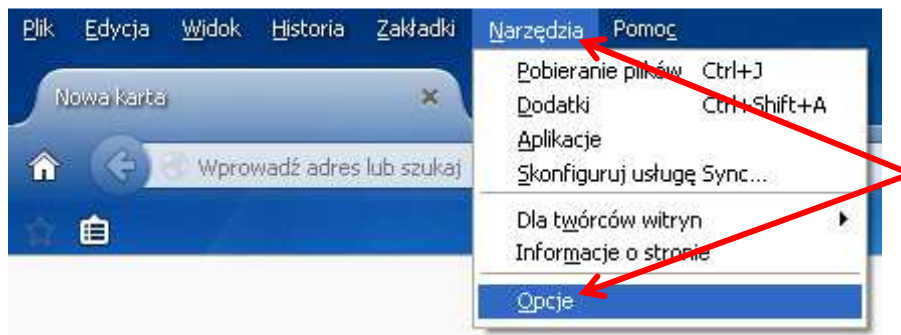 Plik Edycja Widok Historia Zakładki Narzędzia Pomoc
Nowa karta
Wprowadź adres lub szukaj
Pobieranie plików Ctrl+J
Dodatki Ctrl+Shift+A
Aplikacje
Skonfiguruj usługę Sync...
Dla twórców witryn
Informacje o stronie
Opcje